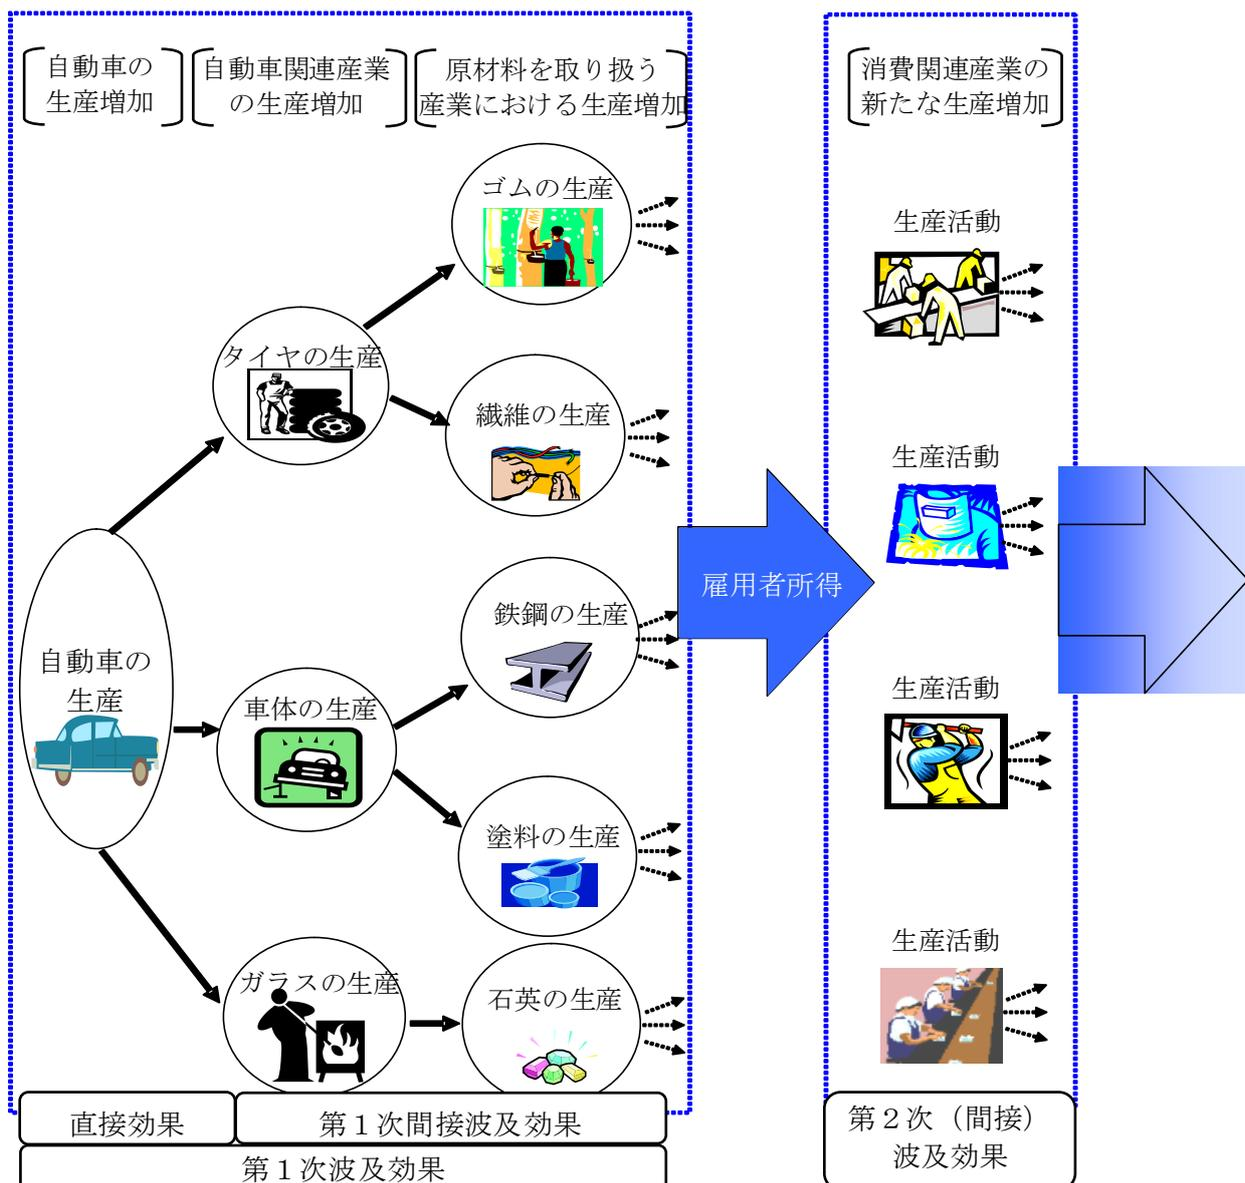 自動車の
生産増加
自動車関連産業
の生産増加
原材料を取り扱う
産業における生産増加
消費関連産業の
新たな生産増加
ゴムの生産
タイヤの生産
繊維の生産
自動車の
生産
車体の生産
鉄鋼の生産
塗料の生産
ガラスの生産
石英の生産
雇用者所得
生産活動
生産活動
生産活動
生産活動
直接効果
第１次間接波及効果
第１次波及効果
第２次（間接）
波及効果